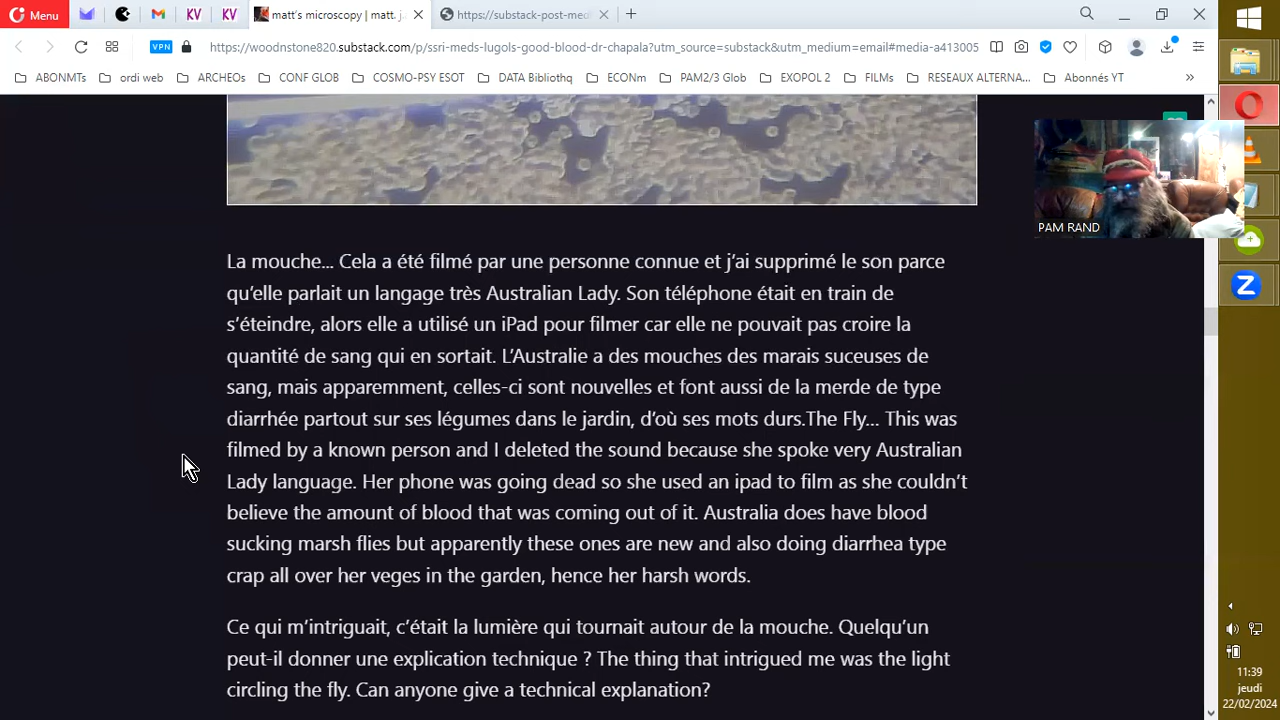 Menu
KV
KV
matt's microscopy | matt. j
https://substack-post-med
VPN
https://woodnstone820.substack.com/p/ssri-meds-lugols-good-blood-dr-chapala?utm_source=substack&utm_medium=email#media-a413005
ABONMTs
ordi web
ARCHEOs
CONF GLOB
COSMO-PSY ESOT
DATA Biblithq
ECONm
PAM2/3 Glob
EXOPOL 2
FILMs
RESEAUX,ALTERNA...
Abonnés YT
PAM RAND
La mouche... Cela a été filmé par une personne connue et j'ai supprimé le son parce
qu'elle parlait un langage très Australian Lady. Son téléphone était en train de
s'éteindre, alors elle a utilisé un iPad pour filmer car elle ne pouvait pas croire la
quantité de sang qui en sortait. L'Australie a des mouches des marais suceuses de
sang, mais apparemment, celles-ci sont nouvelles et font aussi de la merde de type
diarrhée partout sur ses légumes dans le jardin, d'où ses mots durs.The Fly... This was
filmed by a known person and I deleted the sound because she spoke very Australian
Lady language. Her phone was going dead so she used an ipad to film as she couldn't
believe the amount of blood that was coming out of it. Australia does have blood
sucking marsh flies but apparently these ones are new and also doing diarrhea type
crap all over her veges in the garden, hence her harsh words.
Ce qui m'intriguait, c'était la lumière qui tournait autour de la mouche. Quelqu'un
peut-il donner une explication technique ? The thing that intrigued me was the light
circling the fly. Can anyone give a technical explanation?
11:39
jeudi
22/02/2024